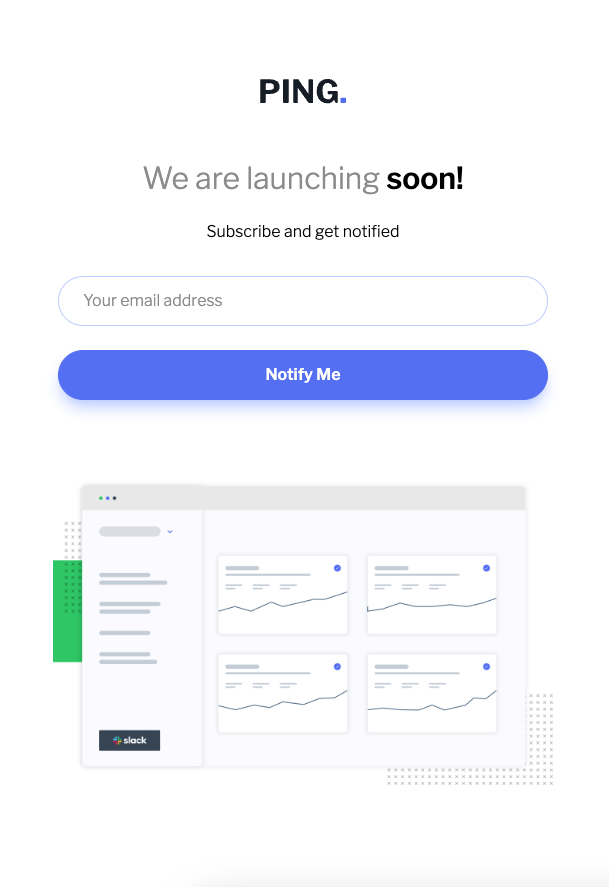 PING.
We are launching soon!
Subscribe and get notified
Your email address
Notify Me
slack